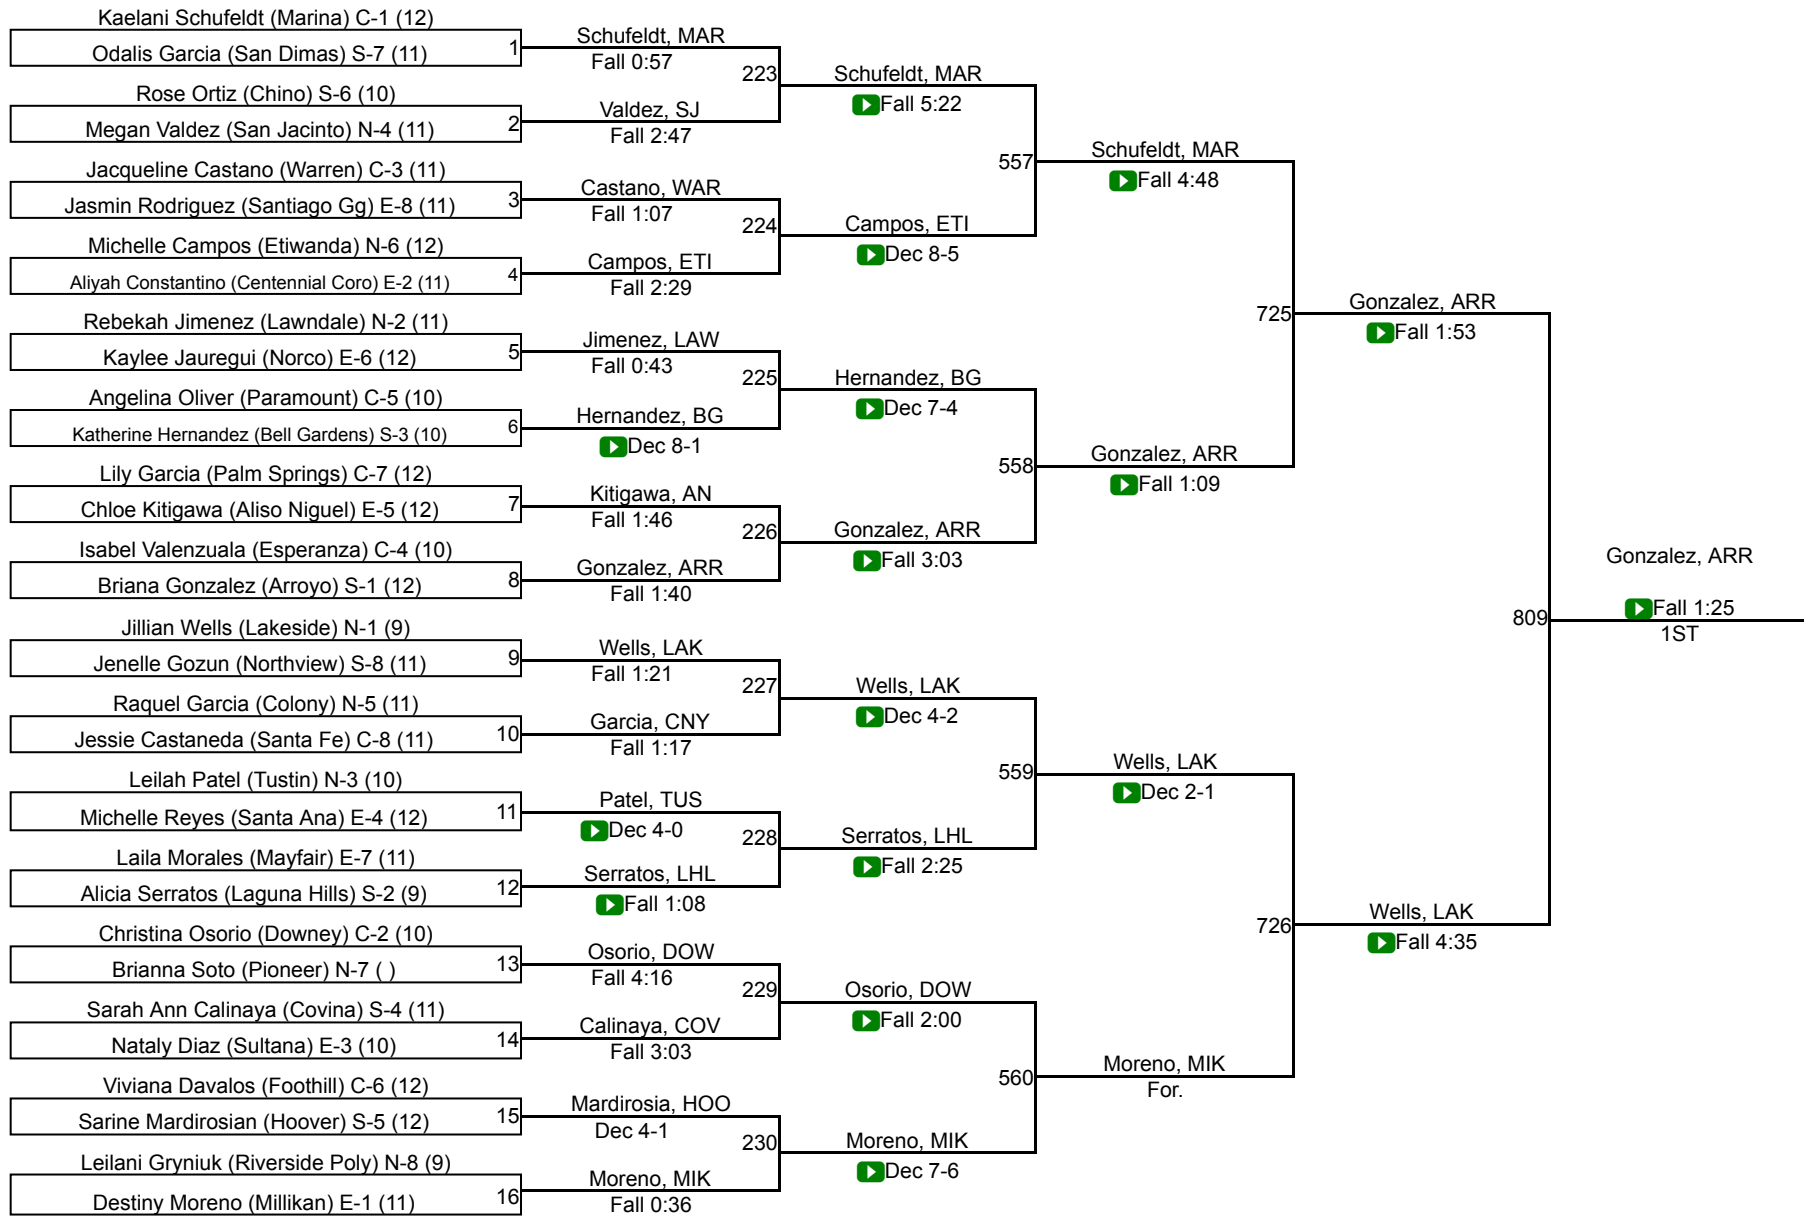 Kaelani Schufeldt (Marina) C-1 (12)
Odalis Garcia (San Dimas) S-7 (11)
1
Rose Ortiz (Chino) S-6 (10)
Megan Valdez (San Jacinto) N-4 (11)
2
Jacqueline Castano (Warren) C-3 (11)
Jasmin Rodriguez (Santiago Gg) E-8 (11)
3
Michelle Campos (Etiwanda) N-6 (12)
Aliyah Constantino (Centennial Coro) E-2 (11)
4
Rebekah Jimenez (Lawndale) N-2 (11)
Kaylee Jauregui (Norco) E-6 (12)
5
Angelina Oliver (Paramount) C-5 (10)
Katherine Hernandez (Bell Gardens) S-3 (10)
6
Lily Garcia (Palm Springs) C-7 (12)
Chloe Kitigawa (Aliso Niguel) E-5 (12)
7
Isabel Valenzuala (Esperanza) C-4 (10)
Briana Gonzalez (Arroyo) S-1 (12)
8
Jillian Wells (Lakeside) N-1 (9)
Jenelle Gozun (Northview) S-8 (11)
9
Raquel Garcia (Colony) N-5 (11)
Jessie Castaneda (Santa Fe) C-8 (11)
10
Leilah Patel (Tustin) N-3 (10)
Michelle Reyes (Santa Ana) E-4 (12)
11
Laila Morales (Mayfair) E-7 (11)
Alicia Serratos (Laguna Hills) S-2 (9)
12
Christina Osorio (Downey) C-2 (10)
Brianna Soto (Pioneer) N-7 ( )
13
Sarah Ann Calinaya (Covina) S-4 (11)
Nataly Diaz (Sultana) E-3 (10)
14
Viviana Davalos (Foothill) C-6 (12)
Sarine Mardirosian (Hoover) S-5 (12)
15
Leilani Gryniuk (Riverside Poly) N-8 (9)
Destiny Moreno (Millikan) E-1 (11)
16
Schufeldt, MAR
Fall 0:57
223
Valdez, SJ
Fall 2:47
Castano, WAR
Fall 1:07
224
Campos, ETI
Fall 2:29
Jimenez, LAW
Fall 0:43
225
Hernandez, BG
Dec 8-1
Kitigawa, AN
Fall 1:46
226
Gonzalez, ARR
Fall 1:40
Wells, LAK
Fall 1:21
227
Garcia, CNY
Fall 1:17
Patel, TUS
Dec 4-0
228
Serratos, LHL
Fall 1:08
Osorio, DOW
Fall 4:16
229
Calinaya, COV
Fall 3:03
Mardirosia, HOO
Dec 4-1
230
Moreno, MIK
Fall 0:36
Schufeldt, MAR
Fall 5:22
557
Campos, ETI
Dec 8-5
Hernandez, BG
Dec 7-4
558
Gonzalez, ARR
Fall 3:03
Wells, LAK
Dec 4-2
559
Serratos, LHL
Fall 2:25
Osorio, DOW
Fall 2:00
560
Moreno, MIK
Dec 7-6
Schufeldt, MAR
Fall 4:48
725
Gonzalez, ARR
Fall 1:09
Wells, LAK
Dec 2-1
726
Moreno, MIK
For.
Gonzalez, ARR
Fall 1:53
809
Wells, LAK
Fall 4:35
Gonzalez, ARR
Fall 1:25
1ST